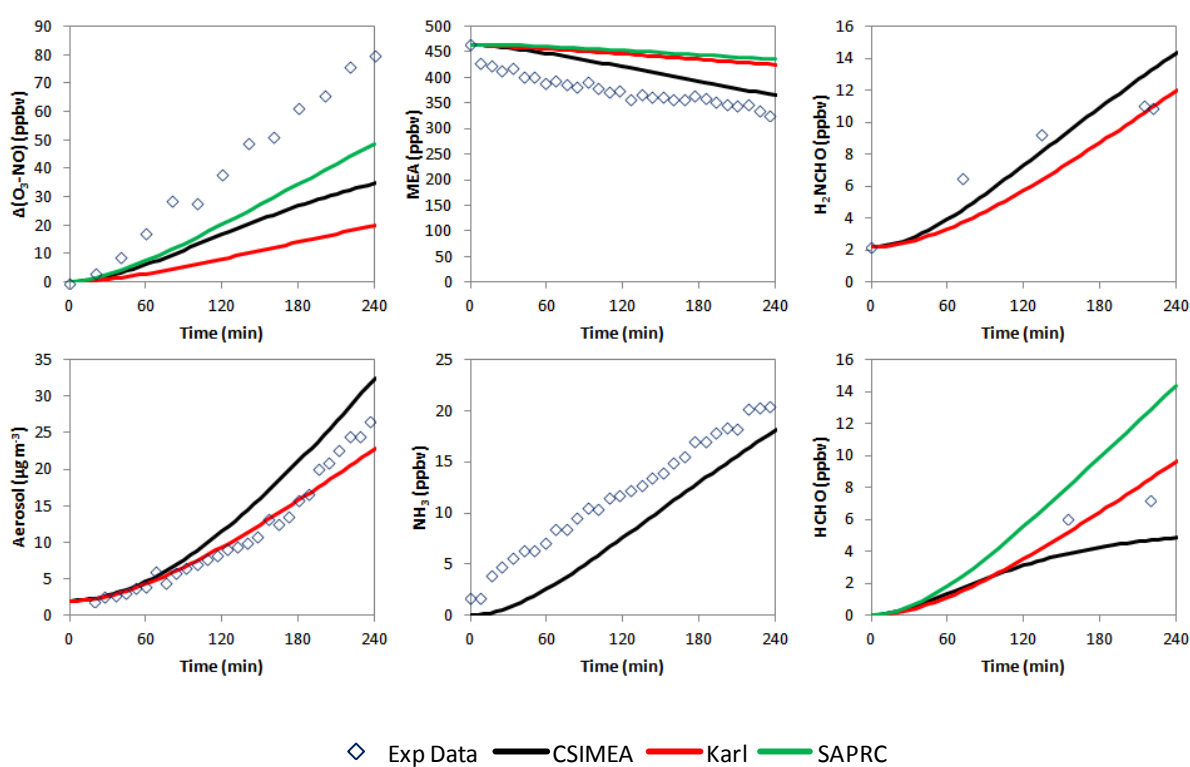 Δ(O₃-NO) (ppbv)
90
80
70
60
50
40
30
20
10
0
0 60 120 180 240
Time (min)
MEA (ppbv)
500
450
400
350
300
250
200
150
100
50
0
0 60 120 180 240
Time (min)
H₂NCHO (ppbv)
16
14
12
10
8
6
4
2
0
0 60 120 180 240
Time (min)
Aerosol (μg m⁻³)
35
30
25
20
15
10
5
0
0 60 120 180 240
Time (min)
NH₃ (ppbv)
25
20
15
10
5
0
0 60 120 180 240
Time (min)
HCHO (ppbv)
16
14
12
10
8
6
4
2
0
0 60 120 180 240
Time (min)
Exp Data CSIMEA Karl SAPRC